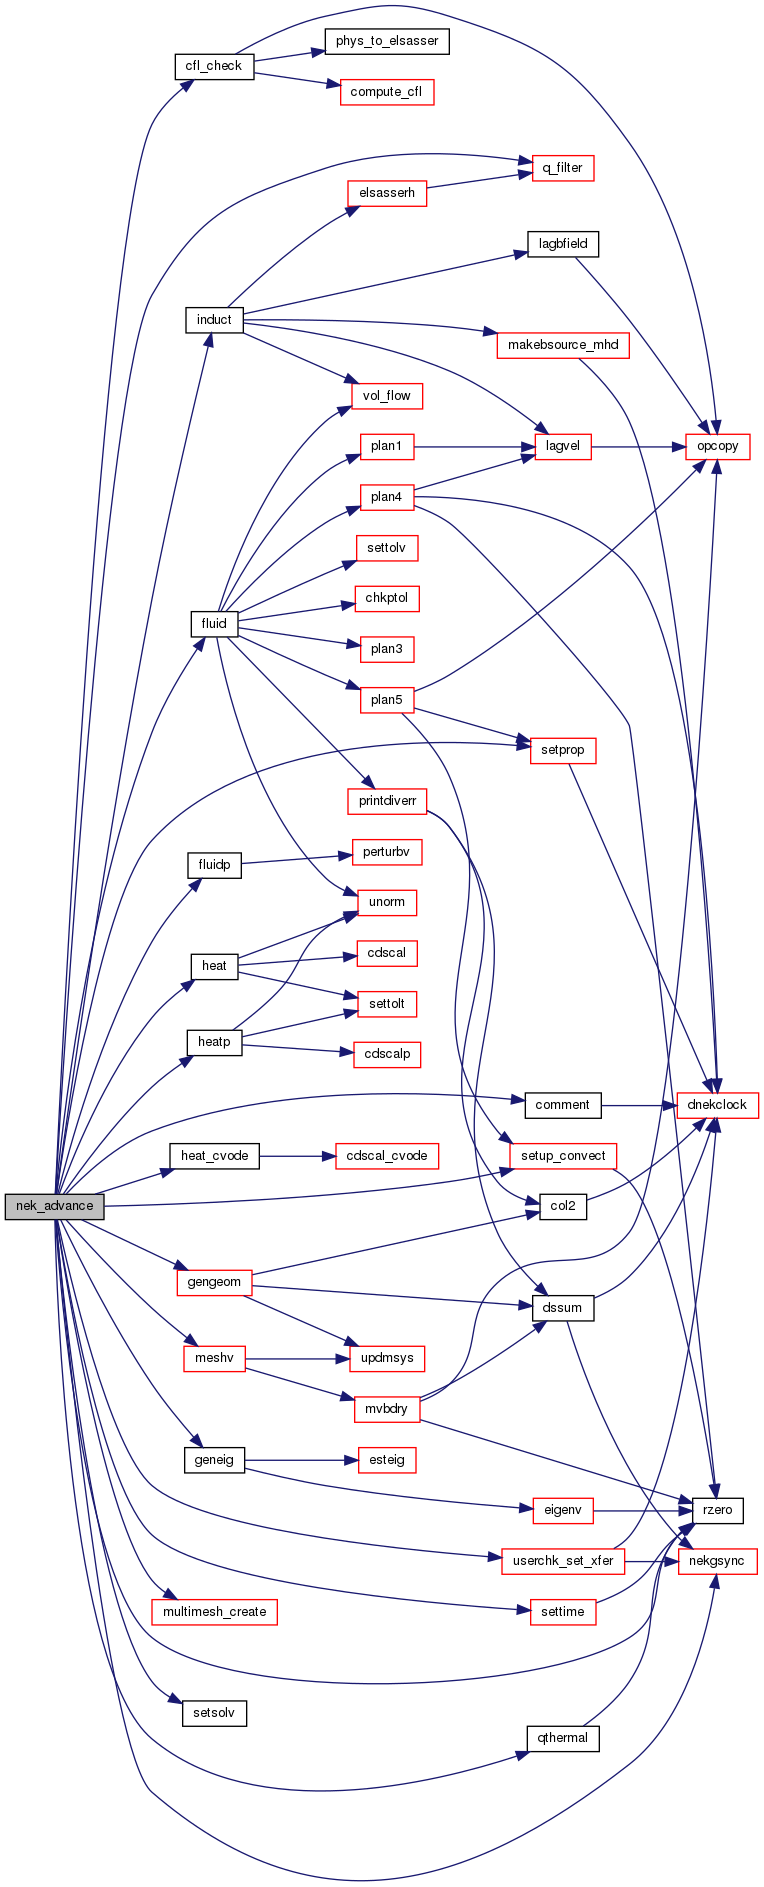 phys_to_elsasser
cfl_check
compute_cfl
q_filter
elsasserh
lagbfield
induct
makebsource_mhd
vol_flow
plan1
lagvel
opcopy
plan4
settolv
chkptol
fluid
plan3
plan5
setprop
printdiverr
perturbv
fluidp
unorm
cdscal
heat
settolt
heatp
cdscalp
comment
dnekclock
heat_cvode
cdscal_cvode
setup_convect
nek_advance
col2
gengeom
dssum
meshv
updmsys
mvbdry
geneig
esteig
eigenv
rzero
userchk_set_xfer
nekgsync
multimesh_create
settime
setsolv
qthermal